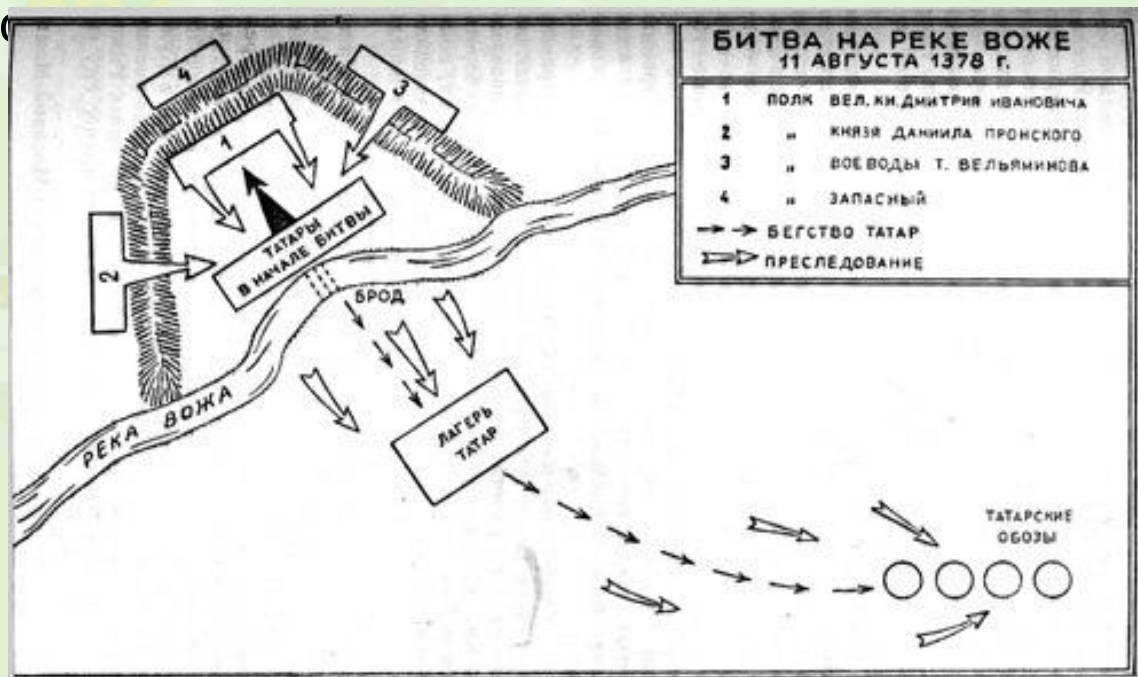 БИТВА НА РЕКЕ ВОЖЕ
11 АВГУСТА 1378 г.
1 ПОЛК ВЕЛ. КН. ДМИТРИЯ ИВАНОВИЧА
2 „ КНЯЗЯ ДАНИИЛА ПРОНСКОГО
3 „ ВОЕВОДЫ Т. ВЕЛЬЯМИНОВА
4 „ ЗАПАСНЫЙ
БЕГСТВО ТАТАР
ПРЕСЛЕДОВАНИЕ
4
3
1
2
ТАТАРЫ
В НАЧАЛЕ БИТВЫ
БРОД
РЕКА ВОЖА
ЛАГЕРЬ
ТАТАР
ТАТАРСКИЕ
ОБОЗЫ